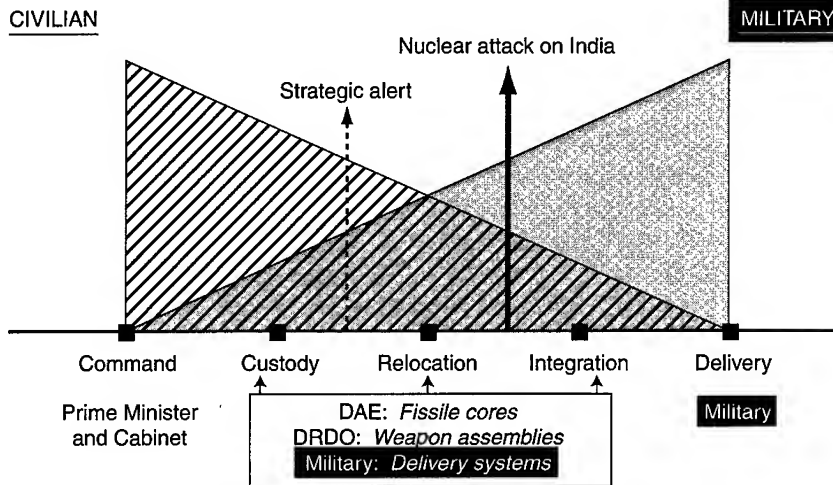 CIVILIAN
MILITARY
Nuclear attack on India
Strategic alert
Command
Custody
Relocation
Integration
Delivery
Prime Minister
and Cabinet
DAE: Fissile cores
DRDO: Weapon assemblies
Military: Delivery systems
Military